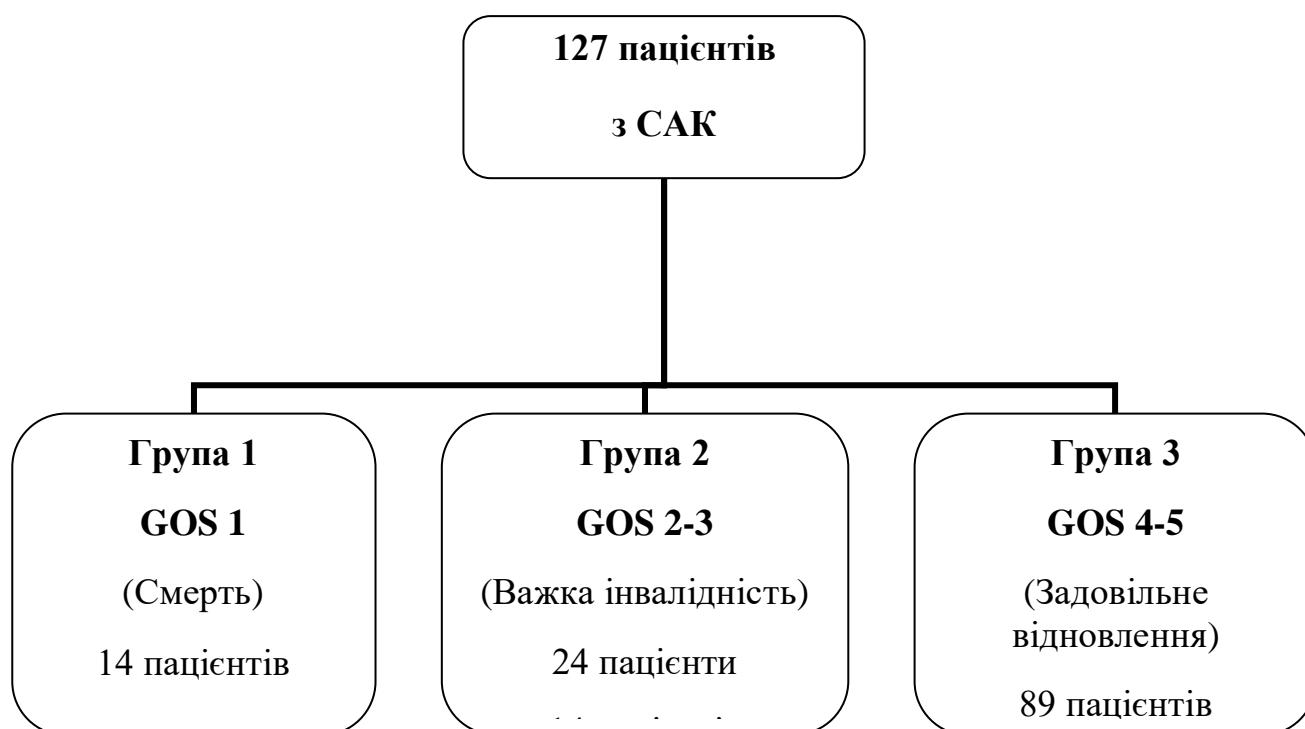 127 пацієнтів
з САК
Група 1
GOS 1
(Смерть)
14 пацієнтів
Група 2
GOS 2-3
(Важка інвалідність)
24 пацієнти
Група 3
GOS 4-5
(Задовільне
відновлення)
89 пацієнтів